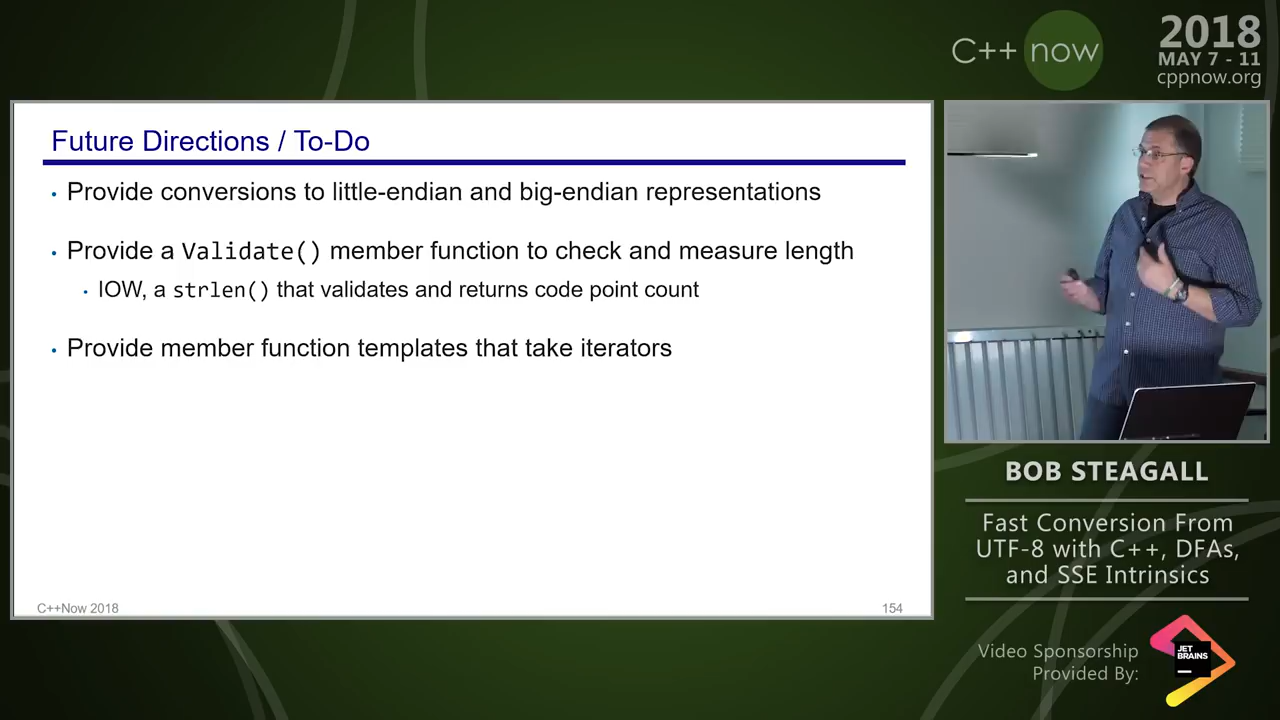 C++ now
2018
MAY 7 - 11
cppnow.org
Future Directions / To-Do
• Provide conversions to little-endian and big-endian representations
• Provide a Validate() member function to check and measure length
• IOW, a strlen() that validates and returns code point count
• Provide member function templates that take iterators
C++Now 2018
154
BOB STEAGALL
Fast Conversion From
UTF-8 with C++, DFAs,
and SSE Intrinsics
Video Sponsorship
Provided By:
JET
BRAINS